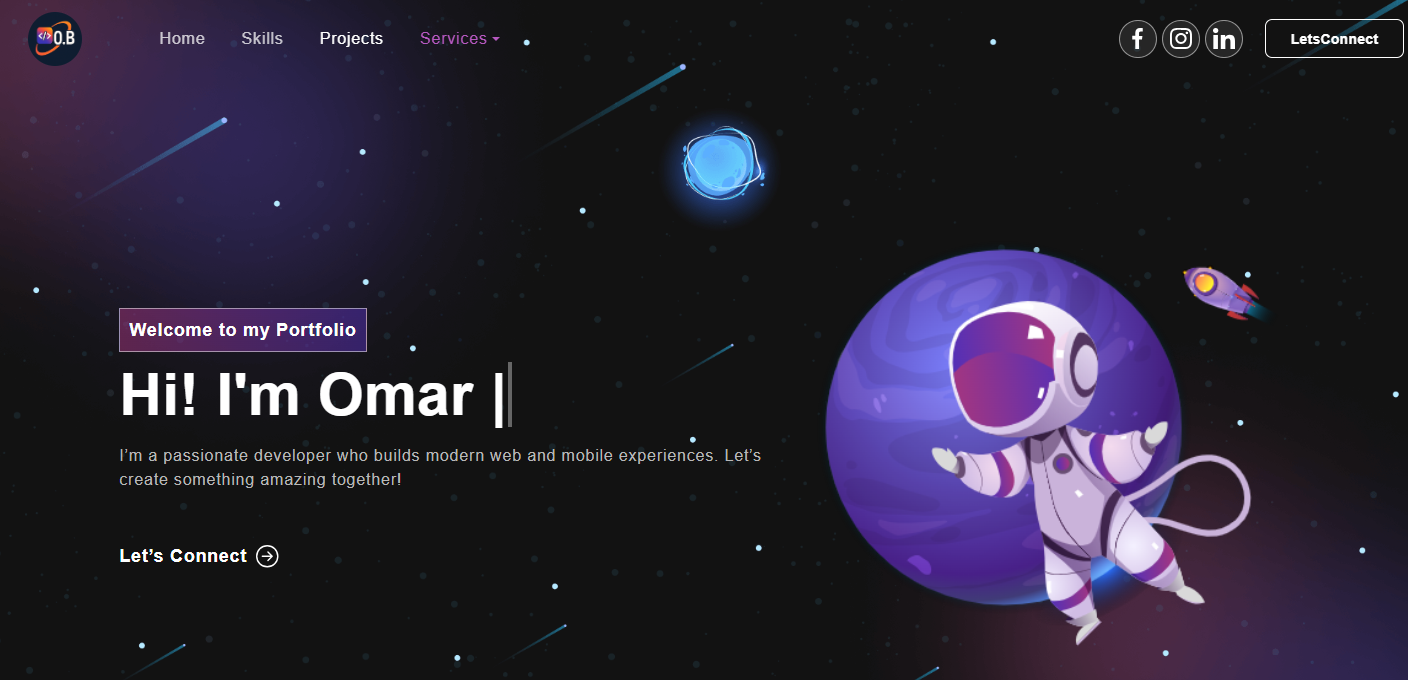 </> O.B
Home Skills Projects Services
LetsConnect
Welcome to my Portfolio
Hi! I'm Omar |
I’m a passionate developer who builds modern web and mobile experiences. Let’s
create something amazing together!
Let’s Connect